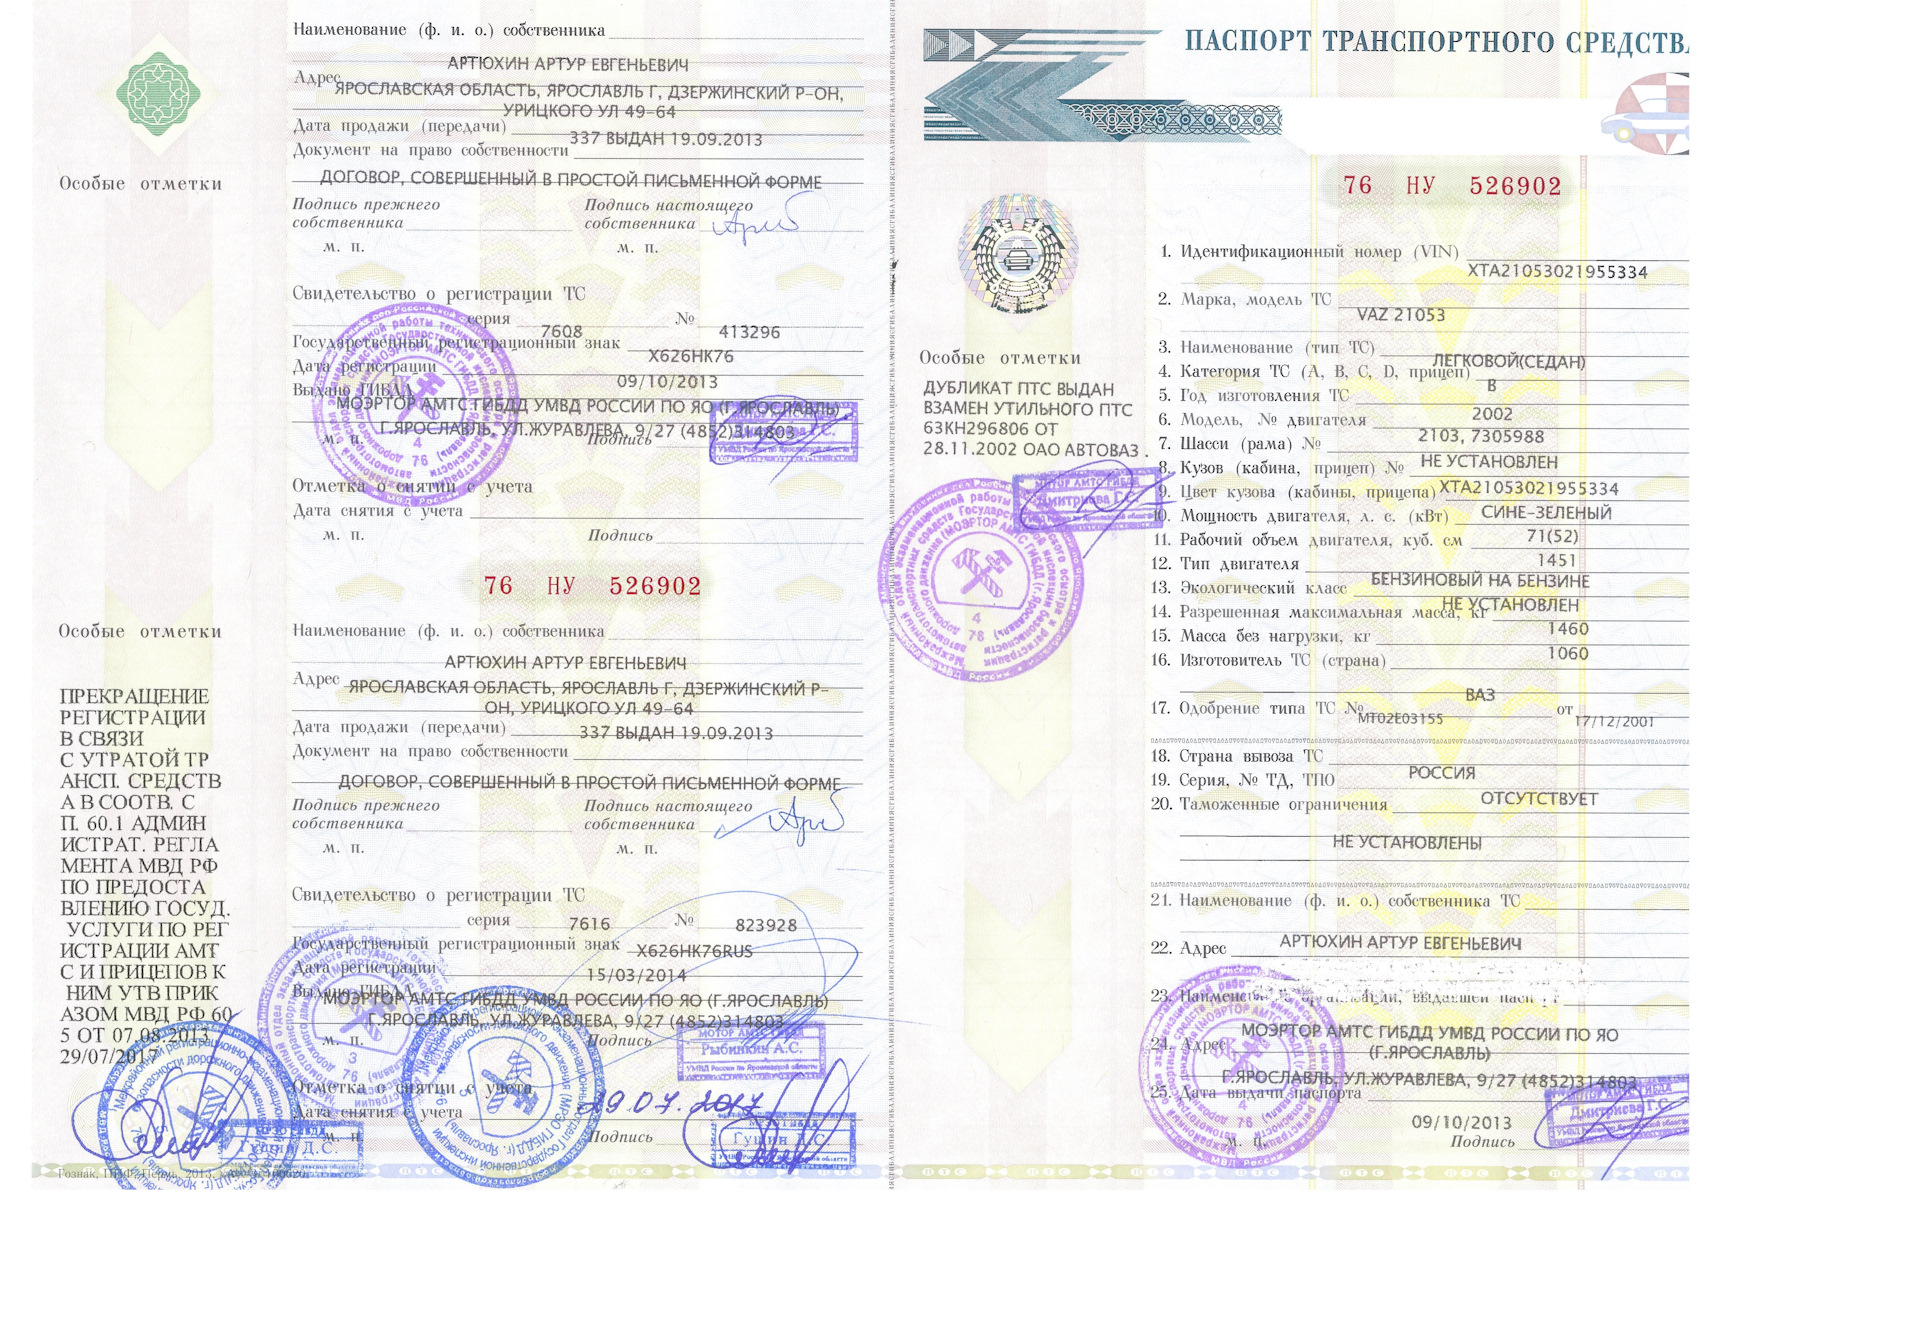 Наименование (ф. и. о.) собственника
АРТЮХИН АРТУР ЕВГЕНЬЕВИЧ
Адрес
ЯРОСЛАВСКАЯ ОБЛАСТЬ, ЯРОСЛАВЛЬ Г, ДЗЕРЖИНСКИЙ Р-ОН,
УРИЦКОГО УЛ 49-64
Дата продажи (передачи)
337 ВЫДАН 19.09.2013
Документ на право собственности
ДОГОВОР, СОВЕРШЕННЫЙ В ПРОСТОЙ ПИСЬМЕННОЙ ФОРМЕ
Подпись прежнего собственника
Подпись настоящего собственника
м. п.
м. п.
Свидетельство о регистрации ТС
серия 7608 № 413296
Государственный регистрационный знак
Х626НК76
Дата регистрации
09/10/2013
Выдано ГИБДД
МОЭРТОР АМТС ГИБДД УМВД РОССИИ ПО ЯО (Г.ЯРОСЛАВЛЬ)
Г.ЯРОСЛАВЛЬ, УЛ.ЖУРАВЛЕВА, 9/27 (4852)314803
м. п. Подпись
Отметка о снятии с учета
Дата снятия с учета
м. п. Подпись
76 НУ 526902
Особые отметки
Особые отметки
ПРЕКРАЩЕНИЕ
РЕГИСТРАЦИИ
В СВЯЗИ
С УТРАТОЙ ТР
АНСП. СРЕДСТВ
А В СООТВ. С
П. 60.1 АДМИН
ИСТРАТ. РЕГЛА
МЕНТА МВД РФ
ПО ПРЕДОСТА
ВЛЕНИЮ ГОСУД.
УСЛУГИ ПО РЕГ
ИСТРАЦИИ АМТ
С И ПРИЦЕПОВ К
НИМ УТВ ПРИК
АЗОМ МВД РФ 60
5 ОТ 07.08.2013
29/07/2017
Наименование (ф. и. о.) собственника
АРТЮХИН АРТУР ЕВГЕНЬЕВИЧ
Адрес
ЯРОСЛАВСКАЯ ОБЛАСТЬ, ЯРОСЛАВЛЬ Г, ДЗЕРЖИНСКИЙ Р-
ОН, УРИЦКОГО УЛ 49-64
Дата продажи (передачи)
337 ВЫДАН 19.09.2013
Документ на право собственности
ДОГОВОР, СОВЕРШЕННЫЙ В ПРОСТОЙ ПИСЬМЕННОЙ ФОРМЕ
Подпись прежнего собственника
Подпись настоящего собственника
м. п.
м. п.
Свидетельство о регистрации ТС
серия 7616 № 823928
Государственный регистрационный знак
Х626НК76RUS
Дата регистрации
15/03/2014
Выдано ГИБДД
МОЭРТОР АМТС ГИБДД УМВД РОССИИ ПО ЯО (Г.ЯРОСЛАВЛЬ)
Г.ЯРОСЛАВЛЬ, УЛ.ЖУРАВЛЕВА, 9/27 (4852)314803
м. п. Подпись
МОТОР АМТС ГИБДД
Рыбинкин А.С.
УМВД России по Ярославской области
Отметка о снятии с учета
Дата снятия с учета
29.07.2017
м. п. Подпись
ПАСПОРТ ТРАНСПОРТНОГО СРЕДСТВА
76 НУ 526902
Особые отметки
ДУБЛИКАТ ПТС ВЫДАН
ВЗАМЕН УТИЛЬНОГО ПТС
63КН296806 ОТ
28.11.2002 ОАО АВТОВАЗ .
МОТОР АМТС ГИБДД
Дмитриева Г.С.
1. Идентификационный номер (VIN)
XTA21053021955334
2. Марка, модель ТС
VAZ 21053
3. Наименование (тип ТС)
ЛЕГКОВОЙ(СЕДАН)
4. Категория ТС (A, B, C, D, прицеп)
B
5. Год изготовления ТС
2002
6. Модель, № двигателя
2103, 7305988
7. Шасси (рама) №
НЕ УСТАНОВЛЕН
8. Кузов (кабина, прицеп) №
XTA21053021955334
9. Цвет кузова (кабины, прицепа)
СИНЕ-ЗЕЛЕНЫЙ
10. Мощность двигателя, л. с. (кВт)
71(52)
11. Рабочий объем двигателя, куб. см
1451
12. Тип двигателя
БЕНЗИНОВЫЙ НА БЕНЗИНЕ
13. Экологический класс
НЕ УСТАНОВЛЕН
14. Разрешенная максимальная масса, кг
1460
15. Масса без нагрузки, кг
1060
16. Изготовитель ТС (страна)
ВАЗ
17. Одобрение типа ТС № МТ02Е03155 от 17/12/2001
18. Страна вывоза ТС
РОССИЯ
19. Серия, № ТД, ТПО
ОТСУТСТВУЕТ
20. Таможенные ограничения
НЕ УСТАНОВЛЕНЫ
21. Наименование (ф. и. о.) собственника ТС
АРТЮХИН АРТУР ЕВГЕНЬЕВИЧ
22. Адрес
23.
МОЭРТОР АМТС ГИБДД УМВД РОССИИ ПО ЯО
(Г.ЯРОСЛАВЛЬ)
24. Адрес
Г.ЯРОСЛАВЛЬ, УЛ.ЖУРАВЛЕВА, 9/27 (4852)314803
25. Дата выдачи паспорта
09/10/2013
м. п. Подпись
Дмитриева Г.С.